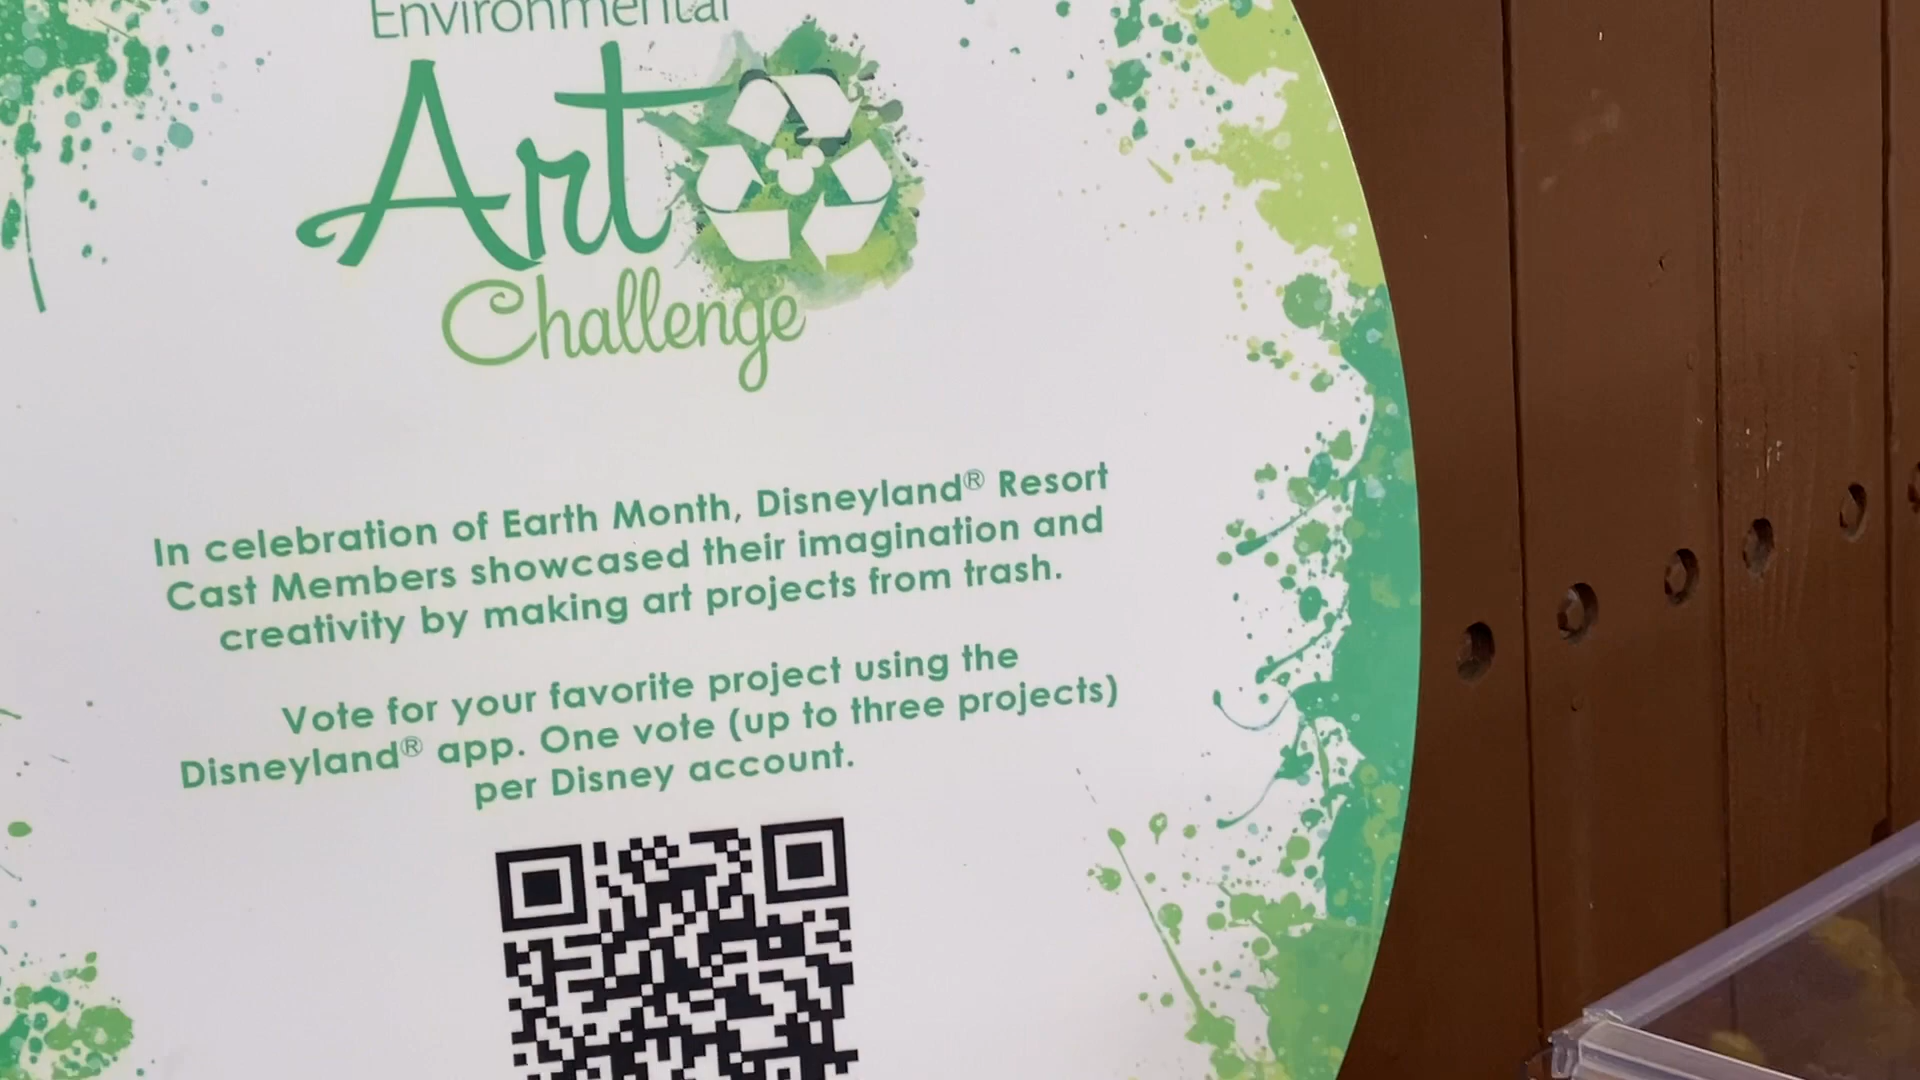 Environmental
Art
Challenge
In celebration of Earth Month, Disneyland® Resort
Cast Members showcased their imagination and
creativity by making art projects from trash.
Vote for your favorite project using the
Disneyland® app. One vote (up to three projects)
per Disney account.